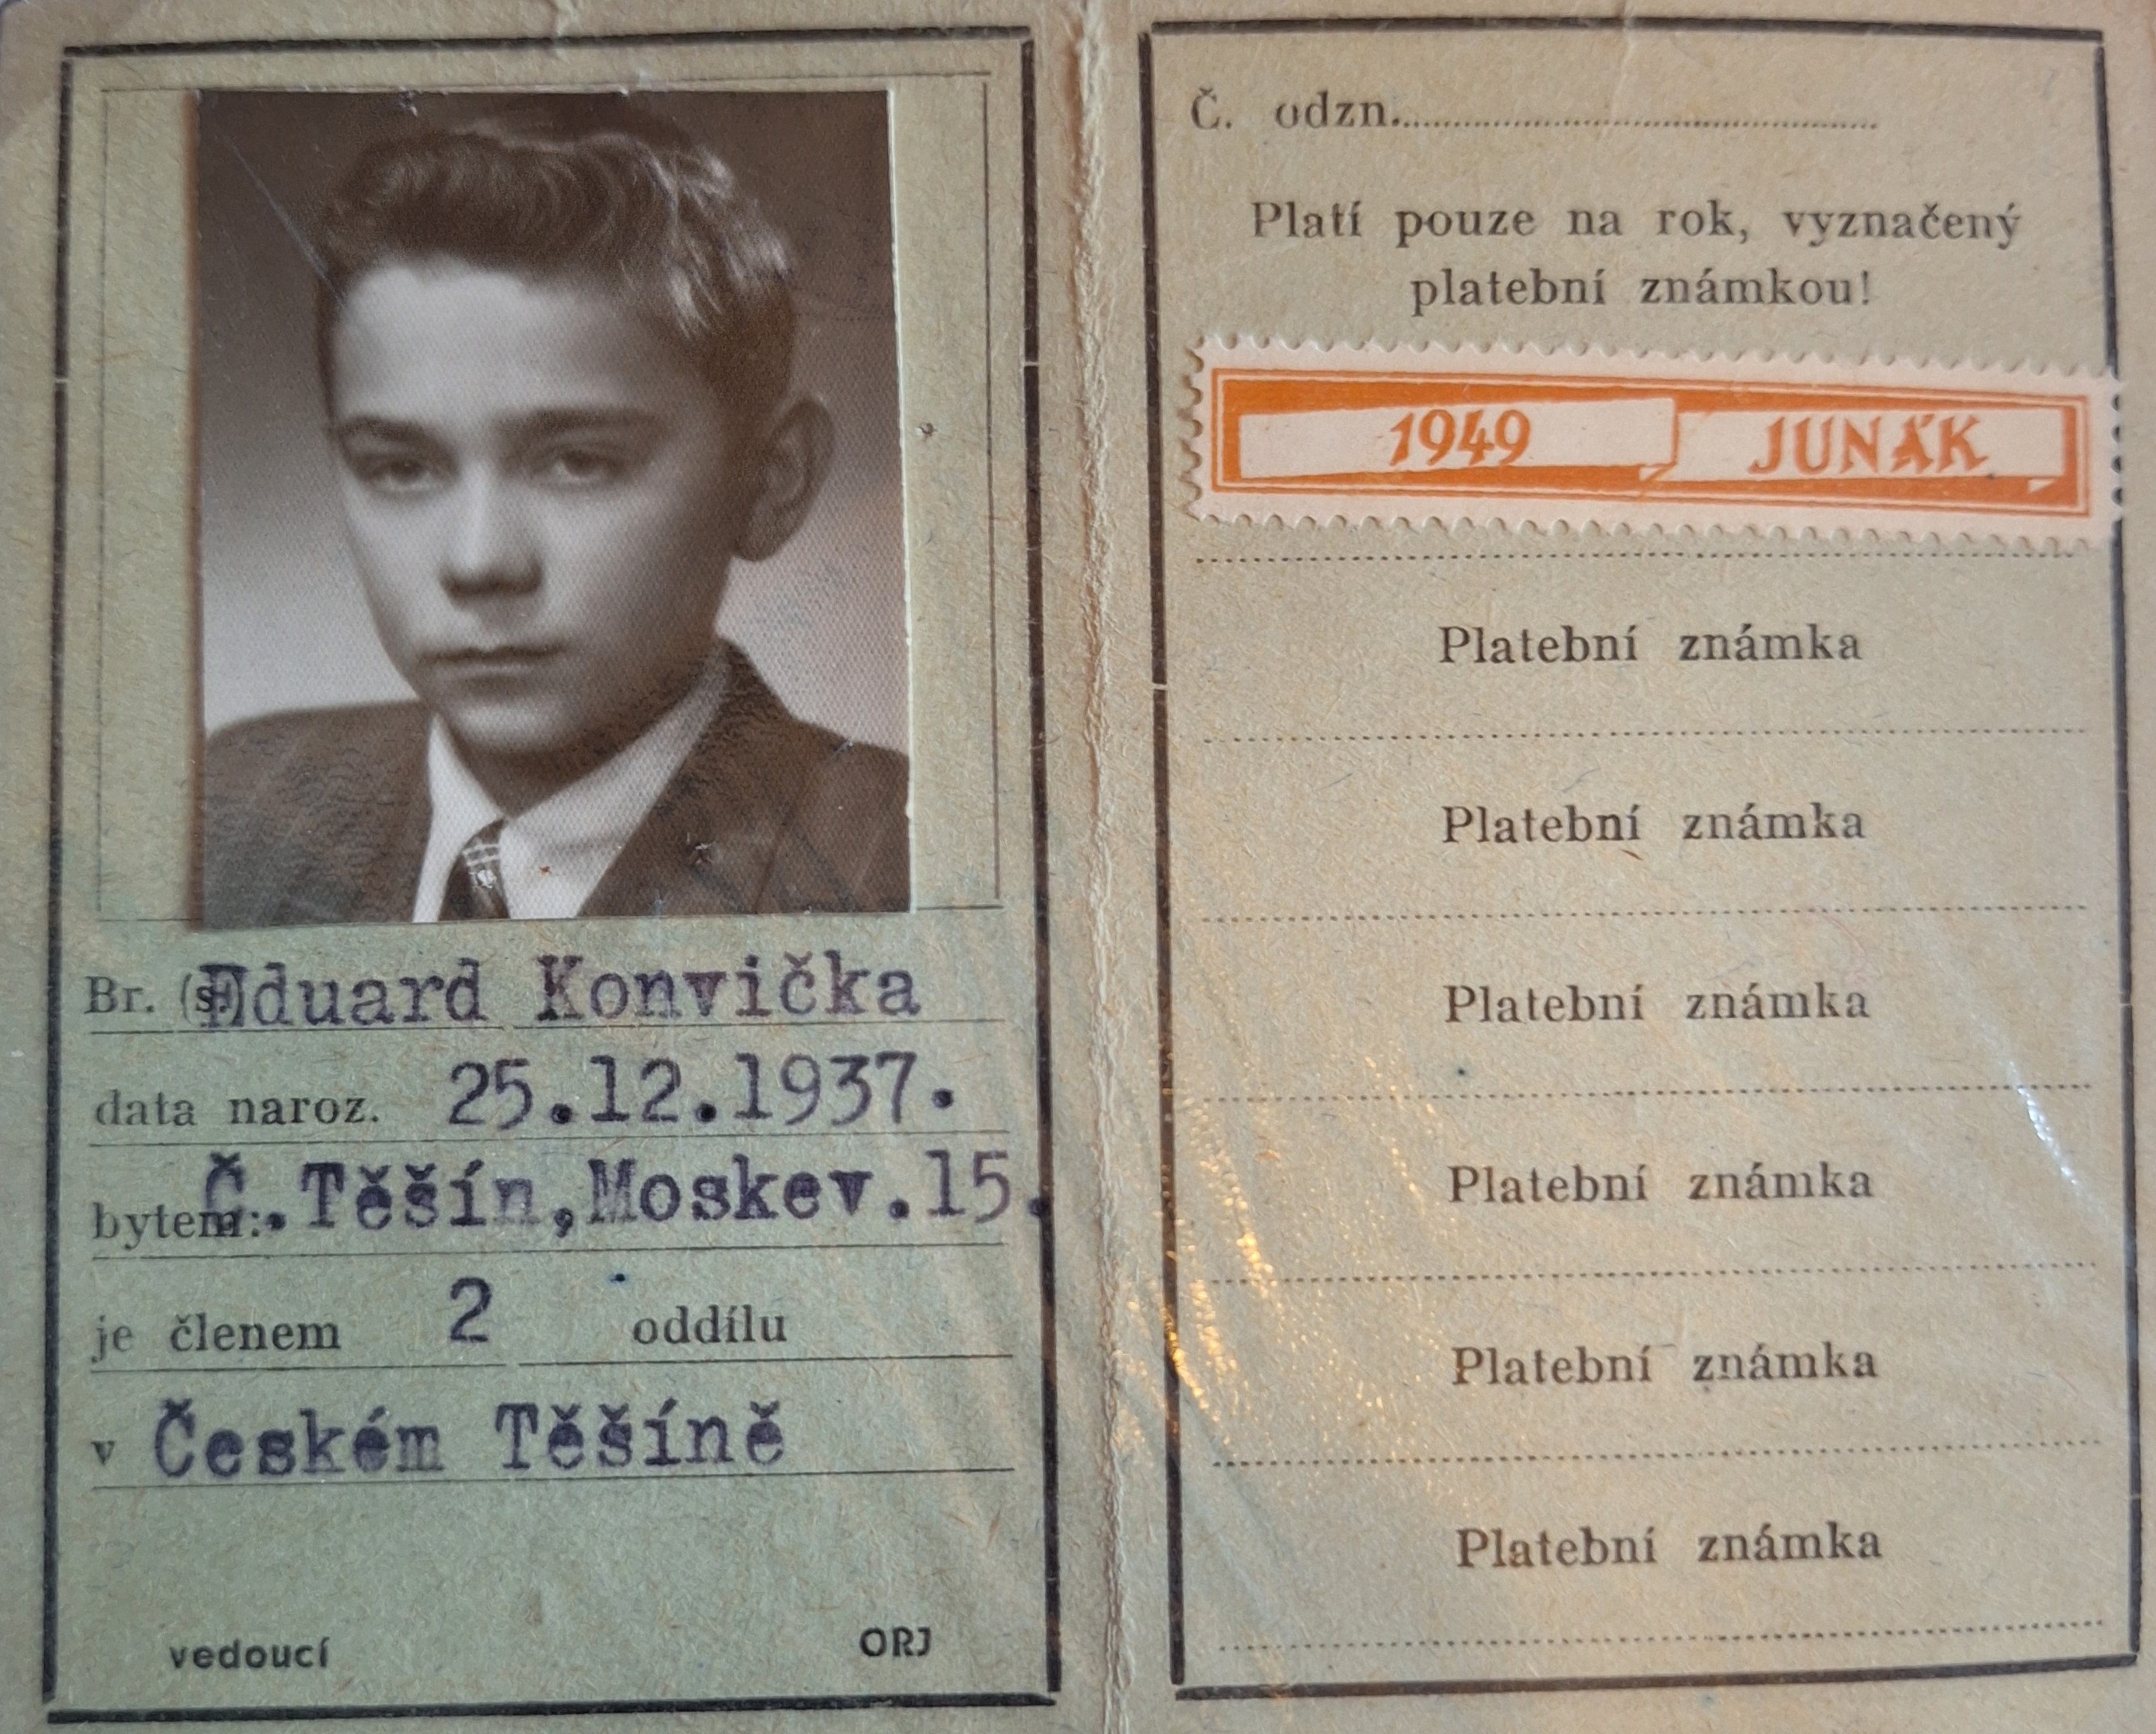 Br. (s.) Eduard Konvička
data naroz. 25.12.1937.
bytem: Č.Těšín,Moskev.15.
je členem 2 oddílu
v Českém Těšíně
vedoucí ORJ
Č. odzn.
Platí pouze na rok, vyznačený
platební známkou!
1949 JUNÁK
Platební známka
Platební známka
Platební známka
Platební známka
Platební známka
Platební známka